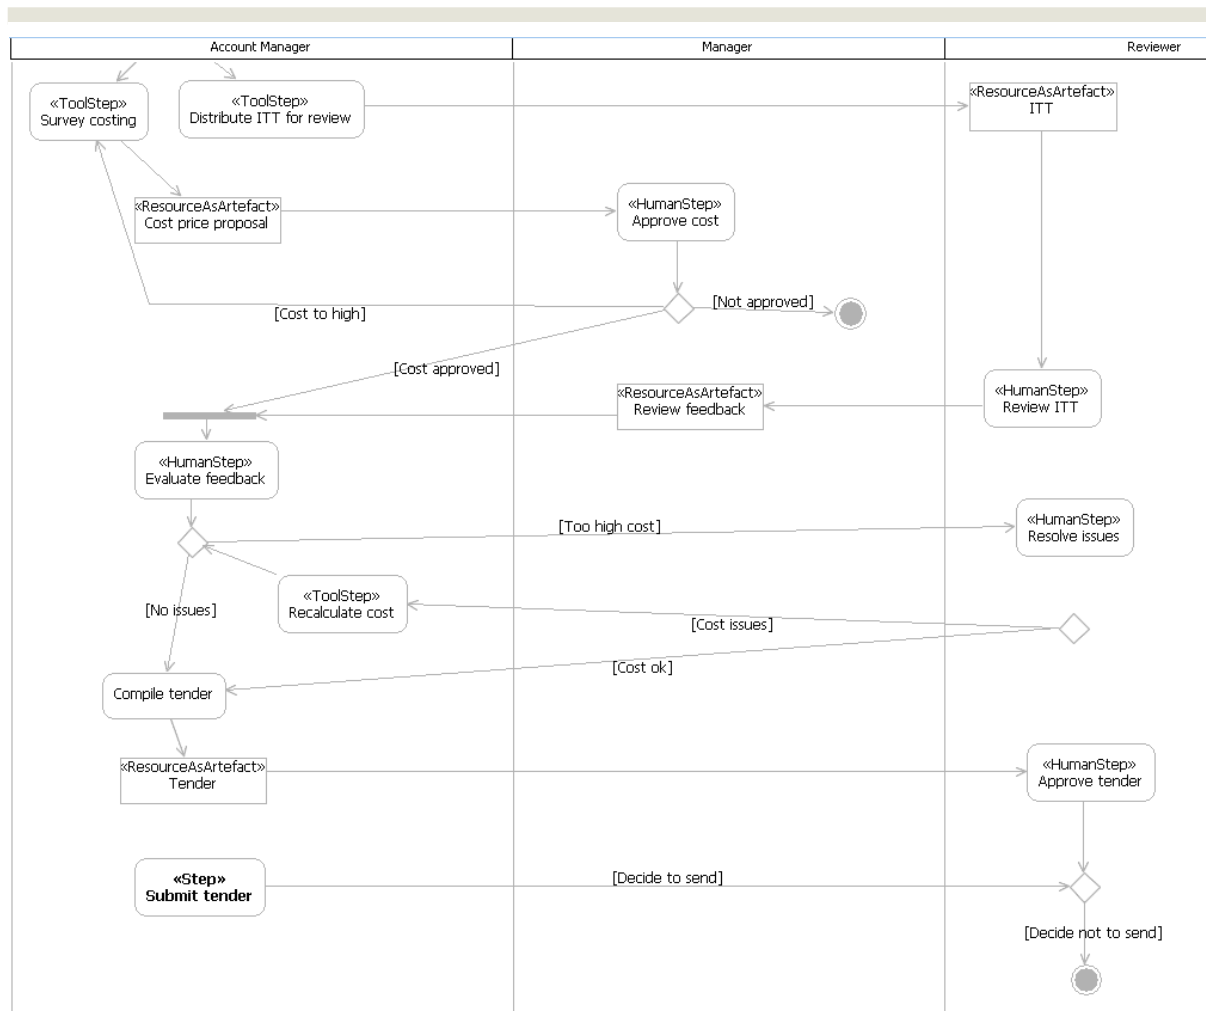 Account Manager
Manager
Reviewer
«ToolStep»
Survey costing
«ToolStep»
Distribute ITT for review
«ResourceAsArtefact»
ITT
«ResourceAsArtefact»
Cost price proposal
«HumanStep»
Approve cost
[Cost to high]
[Not approved]
[Cost approved]
«ResourceAsArtefact»
Review feedback
«HumanStep»
Review ITT
«HumanStep»
Evaluate feedback
[Too high cost]
«HumanStep»
Resolve issues
«ToolStep»
Recalculate cost
[No issues]
[Cost issues]
[Cost ok]
Compile tender
«ResourceAsArtefact»
Tender
«HumanStep»
Approve tender
«Step»
Submit tender
[Decide to send]
[Decide not to send]